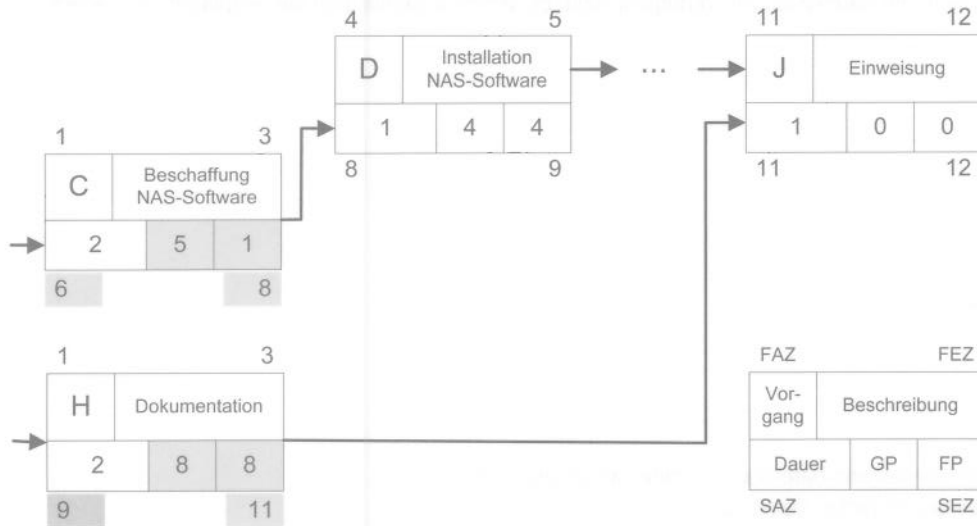 4 5 11 12
D Installation NAS-Software ... J Einweisung
1 4 4 1 0 0
8 9 11 12
1 3
C Beschaffung NAS-Software
2 5 1
6 8
1 3
H Dokumentation
2 8 8
9 11
FAZ FEZ
Vor-
gang Beschreibung
Dauer GP FP
SAZ SEZ